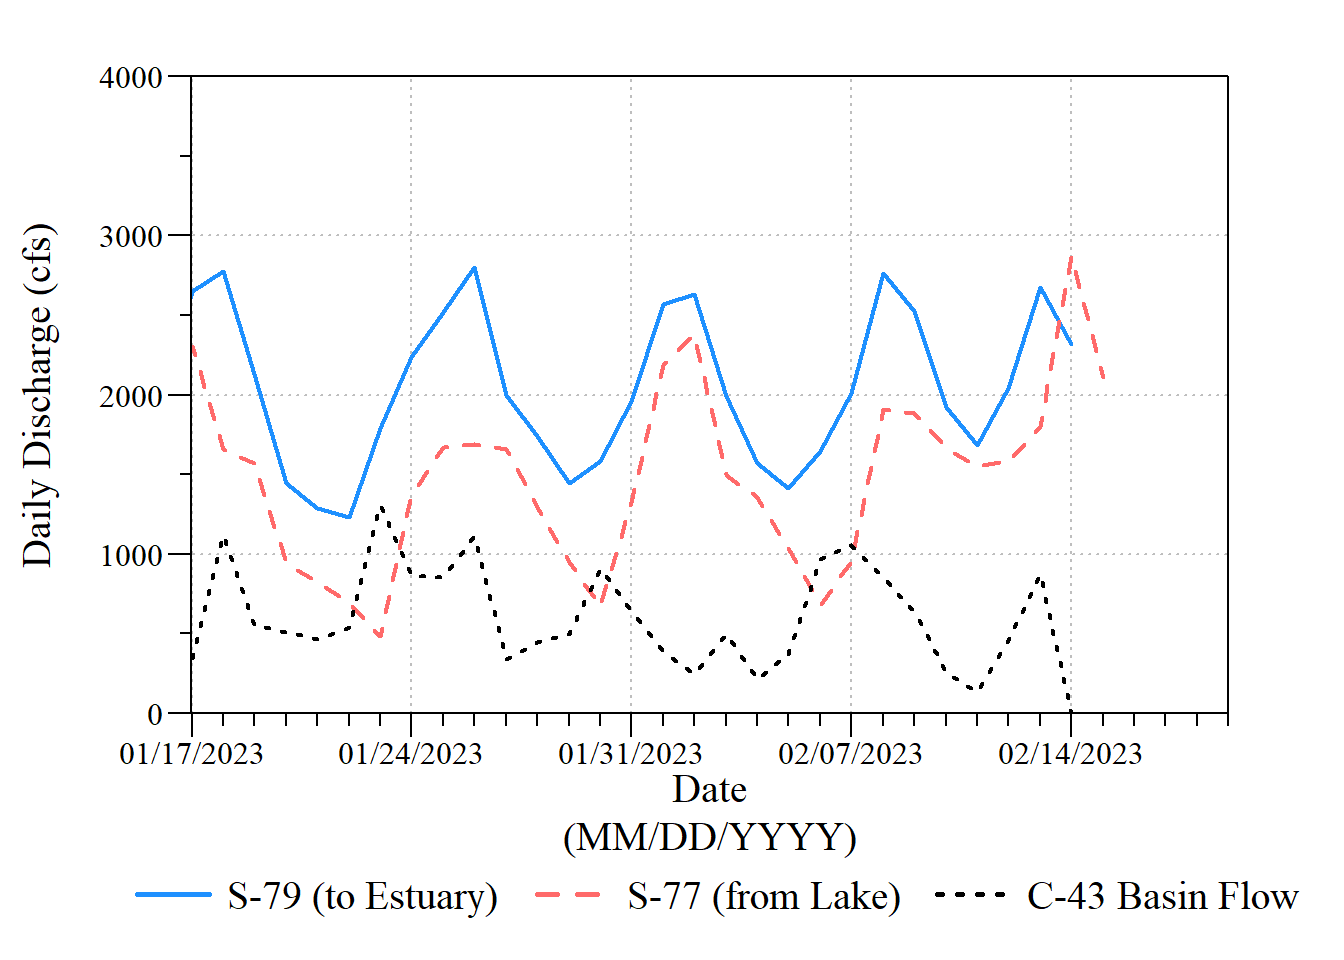 Daily Discharge (cfs)
4000
3000
2000
1000
0
01/17/2023 01/24/2023 01/31/2023 02/07/2023 02/14/2023
Date
(MM/DD/YYYY)
S-79 (to Estuary) S-77 (from Lake) C-43 Basin Flow